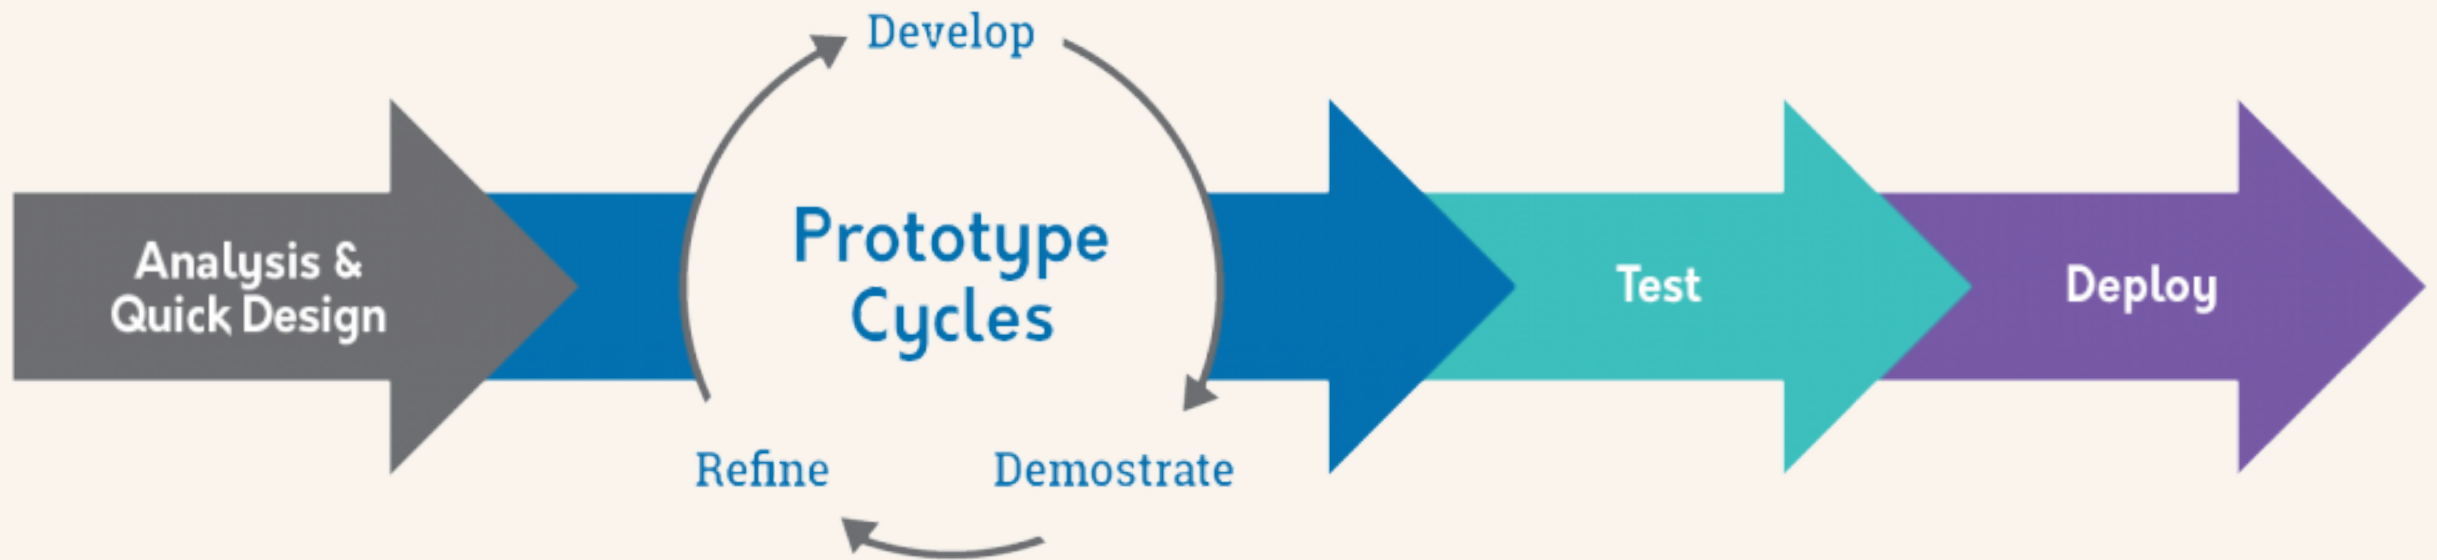 Develop
Analysis &
Quick Design
Prototype
Cycles
Refine
Demostrate
Test
Deploy